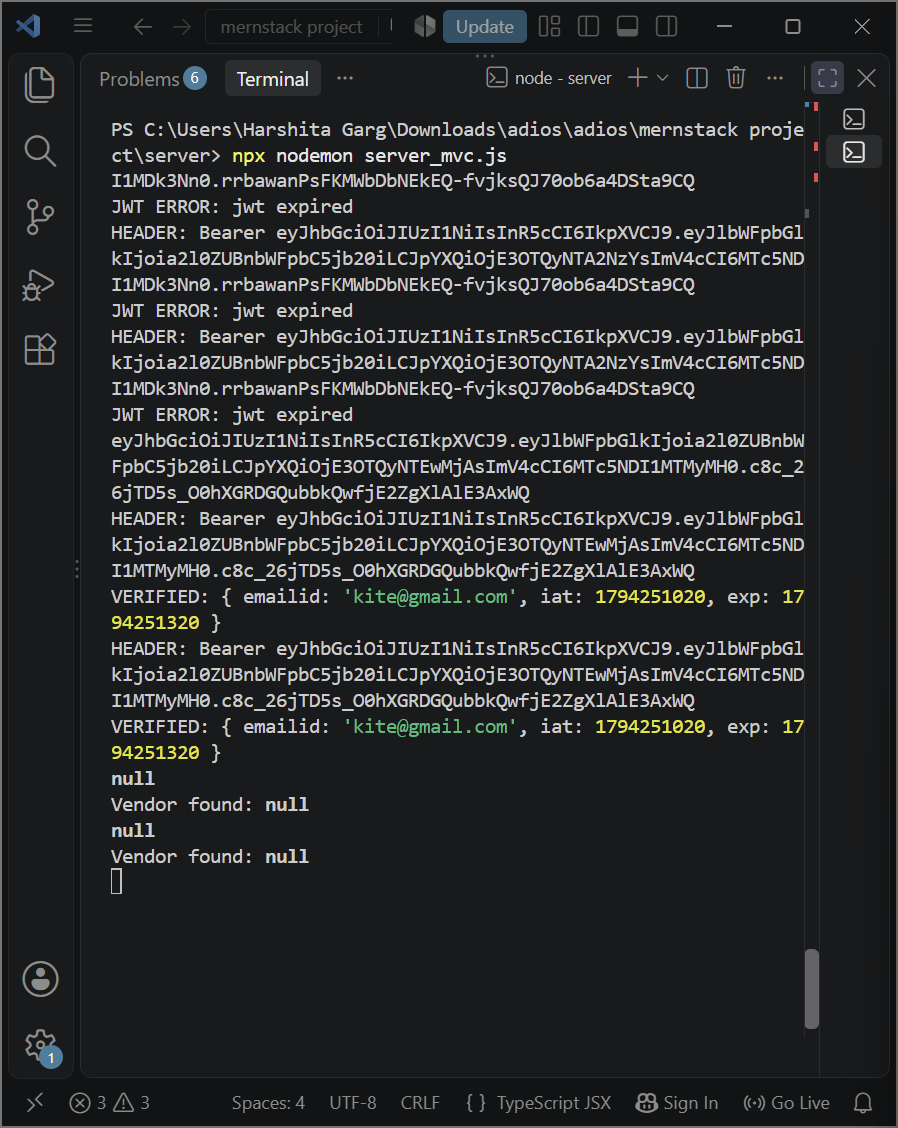 mernstack project
Update
Problems 6
Terminal
node - server
PS C:\Users\Harshita Garg\Downloads\adios\adios\mernstack proje
ct\server> npx nodemon server_mvc.js
I1MDk3Nn0.rrbawanPsFKMWbDbNEkEQ-fvjksQJ70ob6a4DSta9CQ
JWT ERROR: jwt expired
HEADER: Bearer eyJhbGciOiJIUzI1NiIsInR5cCI6IkpXVCJ9.eyJlbWFpbGl
kIjoia2l0ZUBnbWFpbC5jb20iLCJpYXQiOjE3OTQyNTA2NzYsImV4cCI6MTc5ND
I1MDk3Nn0.rrbawanPsFKMWbDbNEkEQ-fvjksQJ70ob6a4DSta9CQ
JWT ERROR: jwt expired
HEADER: Bearer eyJhbGciOiJIUzI1NiIsInR5cCI6IkpXVCJ9.eyJlbWFpbGl
kIjoia2l0ZUBnbWFpbC5jb20iLCJpYXQiOjE3OTQyNTA2NzYsImV4cCI6MTc5ND
I1MDk3Nn0.rrbawanPsFKMWbDbNEkEQ-fvjksQJ70ob6a4DSta9CQ
JWT ERROR: jwt expired
eyJhbGciOiJIUzI1NiIsInR5cCI6IkpXVCJ9.eyJlbWFpbGlkIjoia2l0ZUBnbW
FpbC5jb20iLCJpYXQiOjE3OTQyNTEwMjAsImV4cCI6MTc5NDI1MTMyMH0.c8c_2
6jTD5s_O0hXGRDGQubbkQwfjE2ZgXlAlE3AxWQ
HEADER: Bearer eyJhbGciOiJIUzI1NiIsInR5cCI6IkpXVCJ9.eyJlbWFpbGl
kIjoia2l0ZUBnbWFpbC5jb20iLCJpYXQiOjE3OTQyNTEwMjAsImV4cCI6MTc5ND
I1MTMyMH0.c8c_26jTD5s_O0hXGRDGQubbkQwfjE2ZgXlAlE3AxWQ
VERIFIED: { emailid: 'kite@gmail.com', iat: 1794251020, exp: 17
94251320 }
HEADER: Bearer eyJhbGciOiJIUzI1NiIsInR5cCI6IkpXVCJ9.eyJlbWFpbGl
kIjoia2l0ZUBnbWFpbC5jb20iLCJpYXQiOjE3OTQyNTEwMjAsImV4cCI6MTc5ND
I1MTMyMH0.c8c_26jTD5s_O0hXGRDGQubbkQwfjE2ZgXlAlE3AxWQ
VERIFIED: { emailid: 'kite@gmail.com', iat: 1794251020, exp: 17
94251320 }
null
Vendor found: null
null
Vendor found: null
1
3 3
Spaces: 4
UTF-8
CRLF
{ } TypeScript JSX
Sign In
Go Live